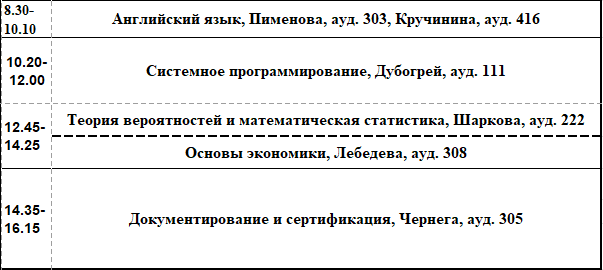 8.30-
10.10
Английский язык, Пименова, ауд. 303, Кручинина, ауд. 416
10.20-
12.00
Системное программирование, Дубогрей, ауд. 111
12.45-
14.25
Теория вероятностей и математическая статистика, Шаркова, ауд. 222
Основы экономики, Лебедева, ауд. 308
14.35-
16.15
Документирование и сертификация, Чернега, ауд. 305